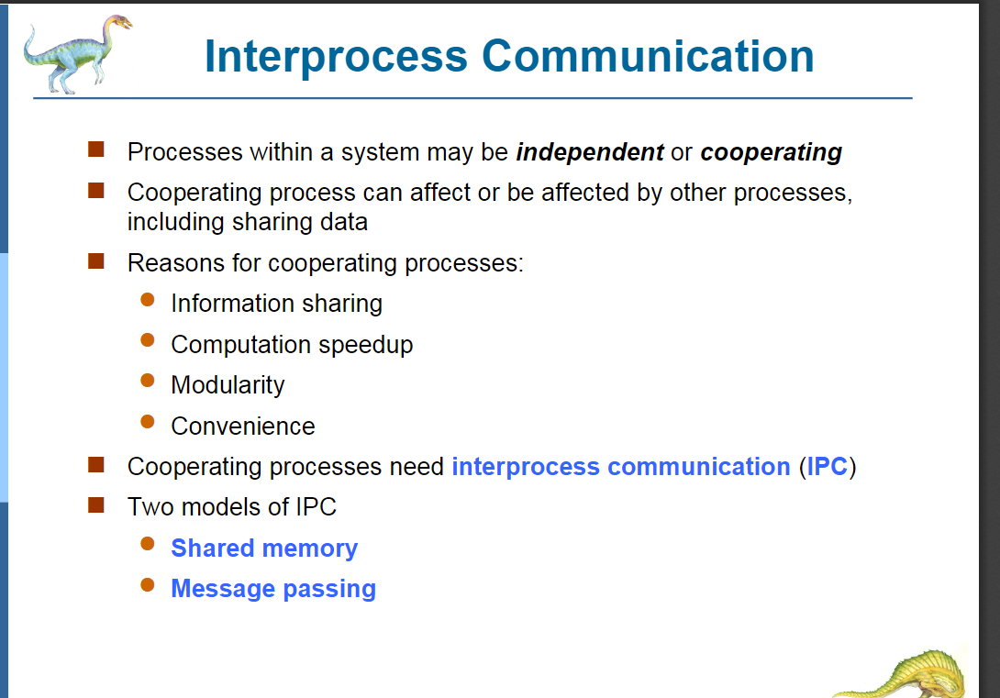 Interprocess Communication
Processes within a system may be independent or cooperating
Cooperating process can affect or be affected by other processes,
including sharing data
Reasons for cooperating processes:
Information sharing
Computation speedup
Modularity
Convenience
Cooperating processes need interprocess communication (IPC)
Two models of IPC
Shared memory
Message passing